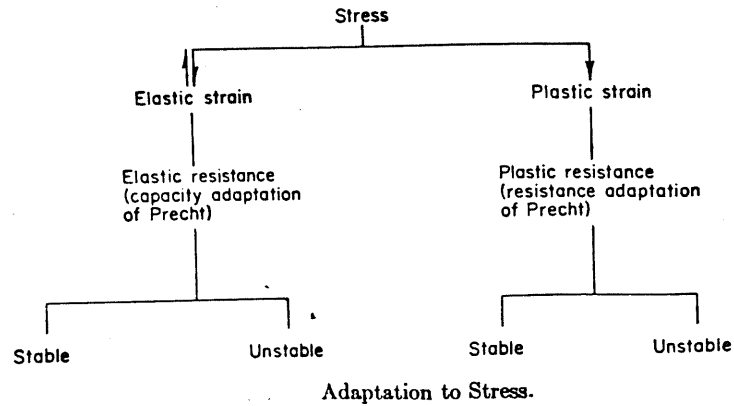 Stress
Elastic strain
Plastic strain
Elastic resistance
(capacity adaptation
of Precht)
Plastic resistance
(resistance adaptation
of Precht)
Stable
Unstable
Stable
Unstable
Adaptation to Stress.